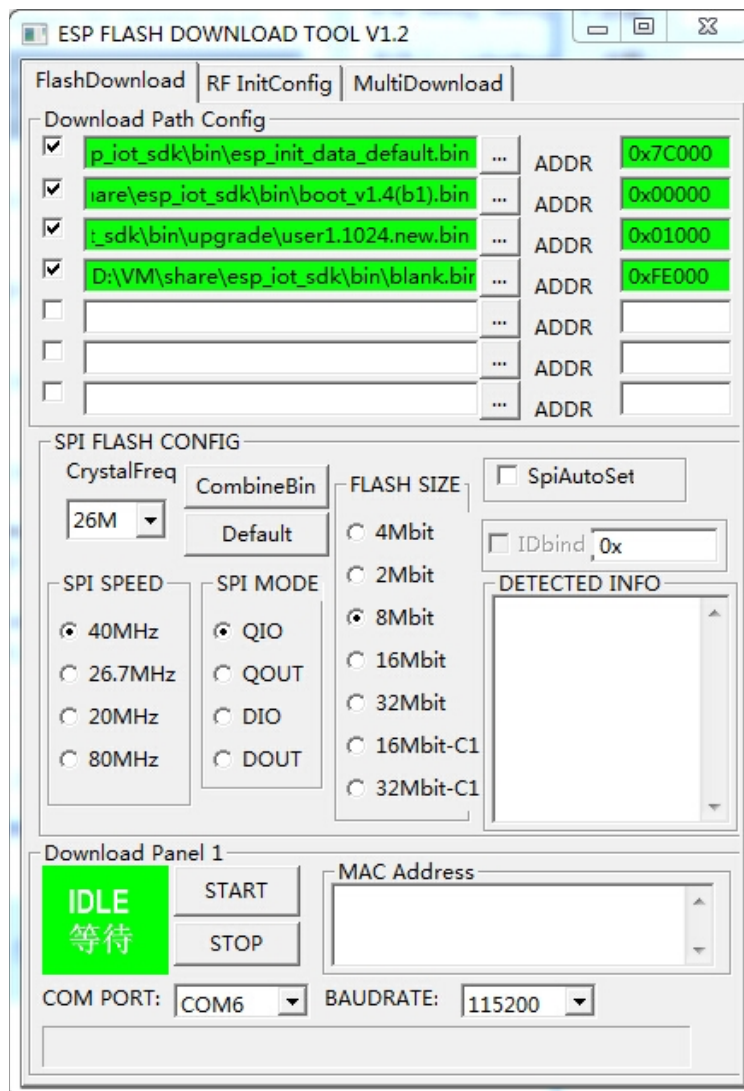 ESP FLASH DOWNLOAD TOOL V1.2
FlashDownload RF InitConfig MultiDownload
Download Path Config
p_iot_sdk\bin\esp_init_data_default.bin ... ADDR 0x7C000
ıare\esp_iot_sdk\bin\boot_v1.4(b1).bin ... ADDR 0x00000
t_sdk\bin\upgrade\user1.1024.new.bin ... ADDR 0x01000
D:\VM\share\esp_iot_sdk\bin\blank.bin ... ADDR 0xFE000
... ADDR
... ADDR
... ADDR
SPI FLASH CONFIG
CrystalFreq
26M
CombineBin
Default
SPI SPEED
40MHz
26.7MHz
20MHz
80MHz
SPI MODE
QIO
QOUT
DIO
DOUT
FLASH SIZE
4Mbit
2Mbit
8Mbit
16Mbit
32Mbit
16Mbit-C1
32Mbit-C1
SpiAutoSet
IDbind 0x
DETECTED INFO
Download Panel 1
IDLE
等待
START
STOP
MAC Address
COM PORT: COM6 BAUDRATE: 115200